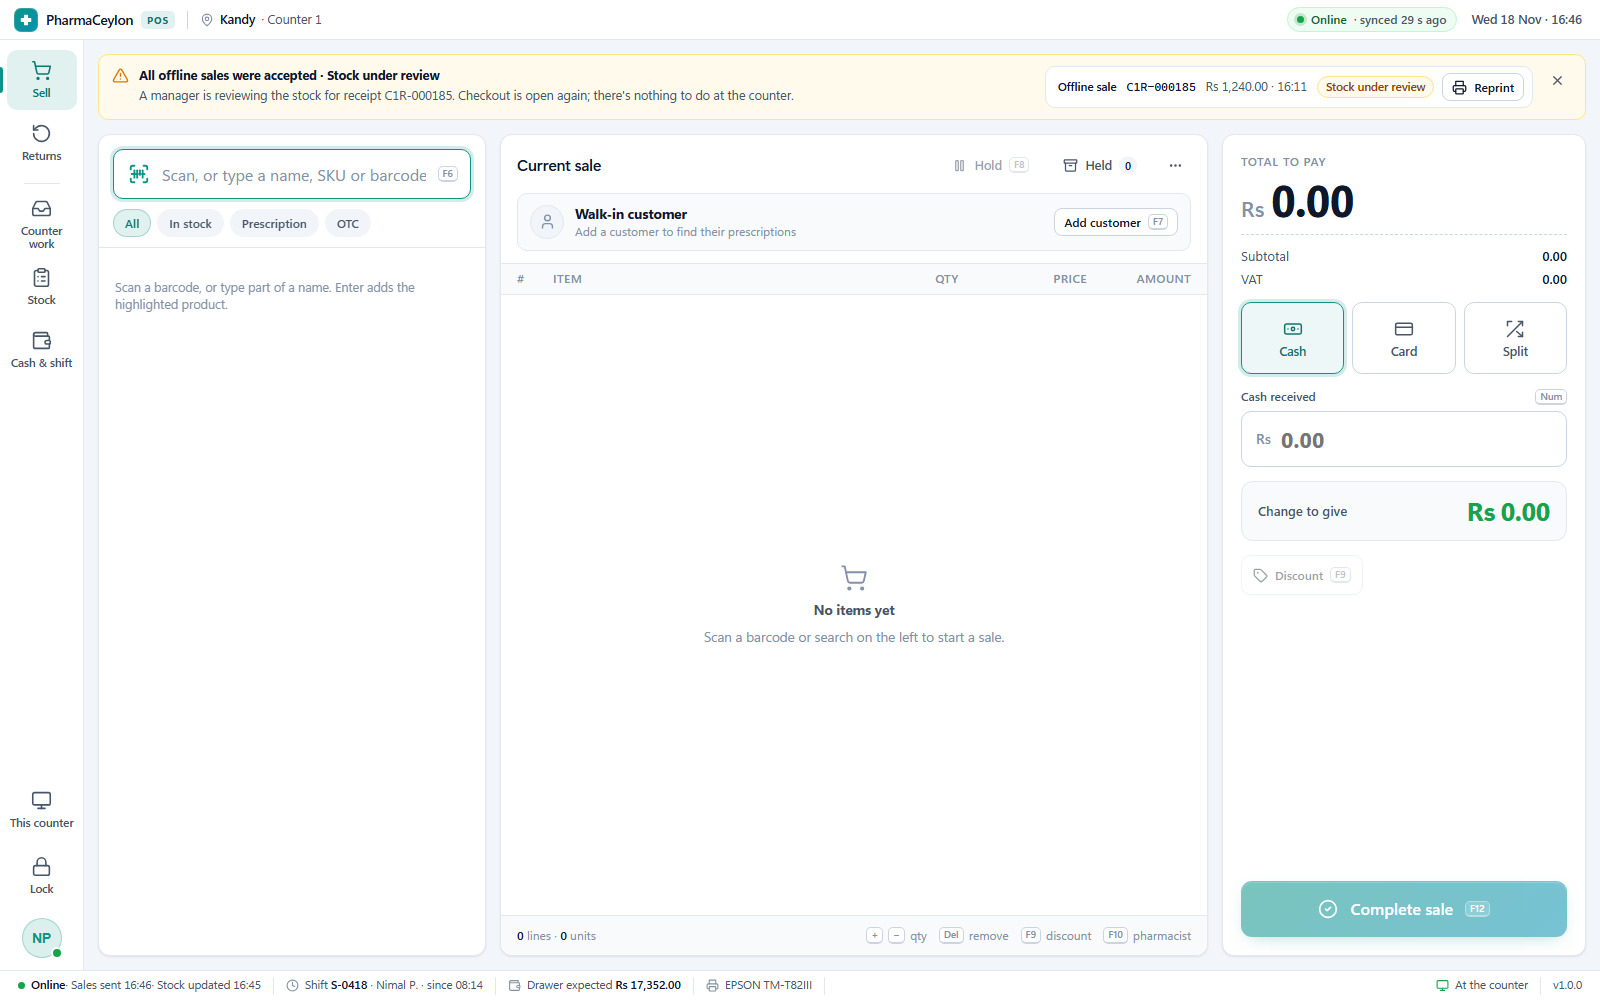 PharmaCeylon POS Kandy · Counter 1
Online · synced 29 s ago Wed 18 Nov · 16:46
Sell
Returns
Counter work
Stock
Cash & shift
This counter
Lock
NP
All offline sales were accepted · Stock under review
A manager is reviewing the stock for receipt C1R-000185. Checkout is open again; there's nothing to do at the counter.
Offline sale C1R-000185 Rs 1,240.00 · 16:11 Stock under review Reprint
Scan, or type a name, SKU or barcode F6
All In stock Prescription OTC
Scan a barcode, or type part of a name. Enter adds the
highlighted product.
Current sale Hold F8 Held 0
Walk-in customer
Add a customer to find their prescriptions
Add customer F7
# ITEM QTY PRICE AMOUNT
No items yet
Scan a barcode or search on the left to start a sale.
0 lines · 0 units + − qty Del remove F9 discount F10 pharmacist
TOTAL TO PAY
Rs 0.00
Subtotal 0.00
VAT 0.00
Cash Card Split
Cash received Num
Rs 0.00
Change to give Rs 0.00
Discount F9
Complete sale F12
Online · Sales sent 16:46 · Stock updated 16:45 Shift S-0418 · Nimal P. · since 08:14 Drawer expected Rs 17,352.00 EPSON TM-T82III At the counter v1.0.0